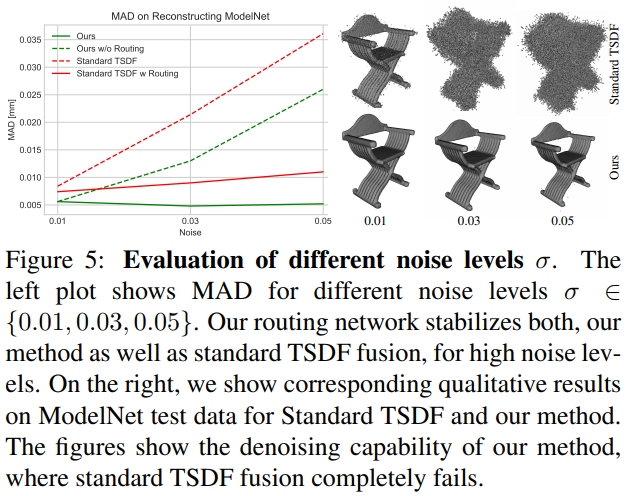 MAD on Reconstructing ModelNet
MAD [mm]
0.035
0.030
0.025
0.020
0.015
0.010
0.005
Ours
Ours w/o Routing
Standard TSDF
Standard TSDF w Routing
0.01
0.03
0.05
Noise
Standard TSDF
Ours
0.01
0.03
0.05
Figure 5: Evaluation of different noise levels σ. The
left plot shows MAD for different noise levels σ ∈
{0.01, 0.03, 0.05}. Our routing network stabilizes both, our
method as well as standard TSDF fusion, for high noise lev-
els. On the right, we show corresponding qualitative results
on ModelNet test data for Standard TSDF and our method.
The figures show the denoising capability of our method,
where standard TSDF fusion completely fails.